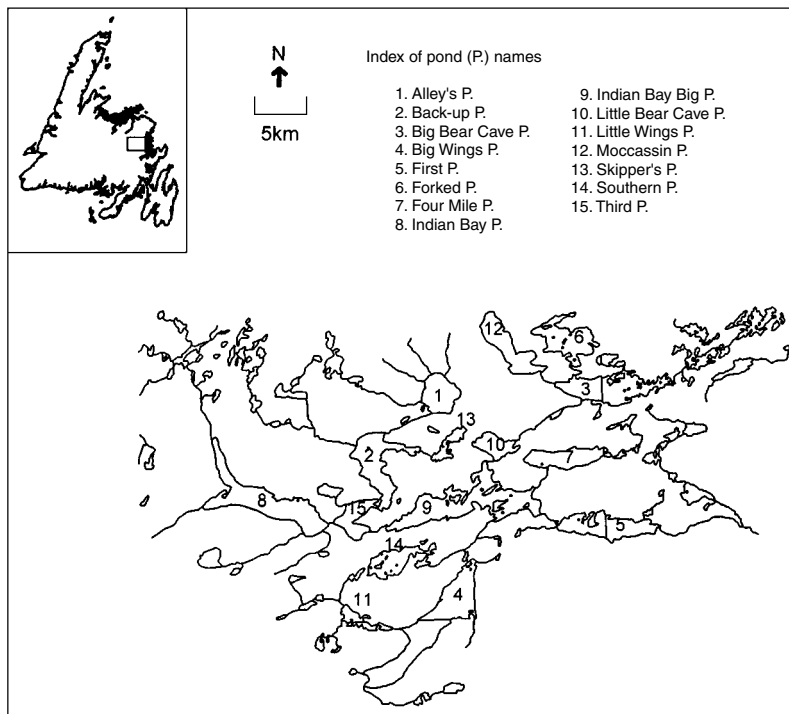 N
5km
Index of pond (P.) names
1. Alley's P.
2. Back-up P.
3. Big Bear Cave P.
4. Big Wings P.
5. First P.
6. Forked P.
7. Four Mile P.
8. Indian Bay P.
9. Indian Bay Big P.
10. Little Bear Cave P.
11. Little Wings P.
12. Moccassin P.
13. Skipper's P.
14. Southern P.
15. Third P.
12
6
3
1
13
10
2
7
8
15
9
5
14
11
4